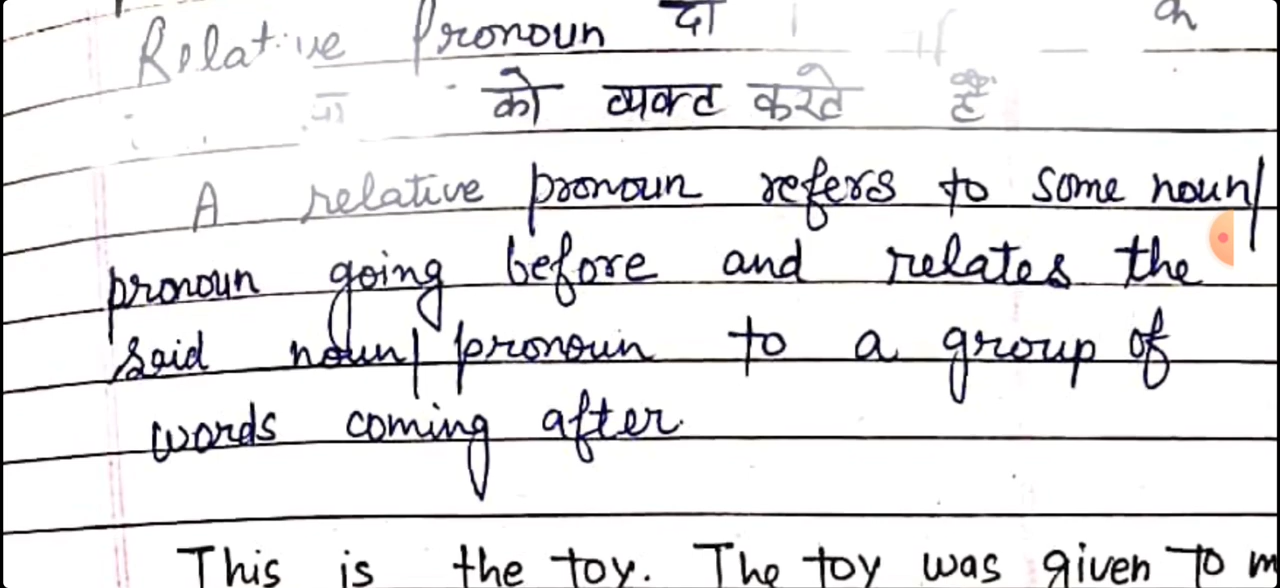 Relative Pronoun दो
को व्यक्त करते हैं
A relative pronoun refers to some noun/
pronoun going before and relates the
said noun/pronoun to a group of
words coming after.
This is the toy. The toy was given to